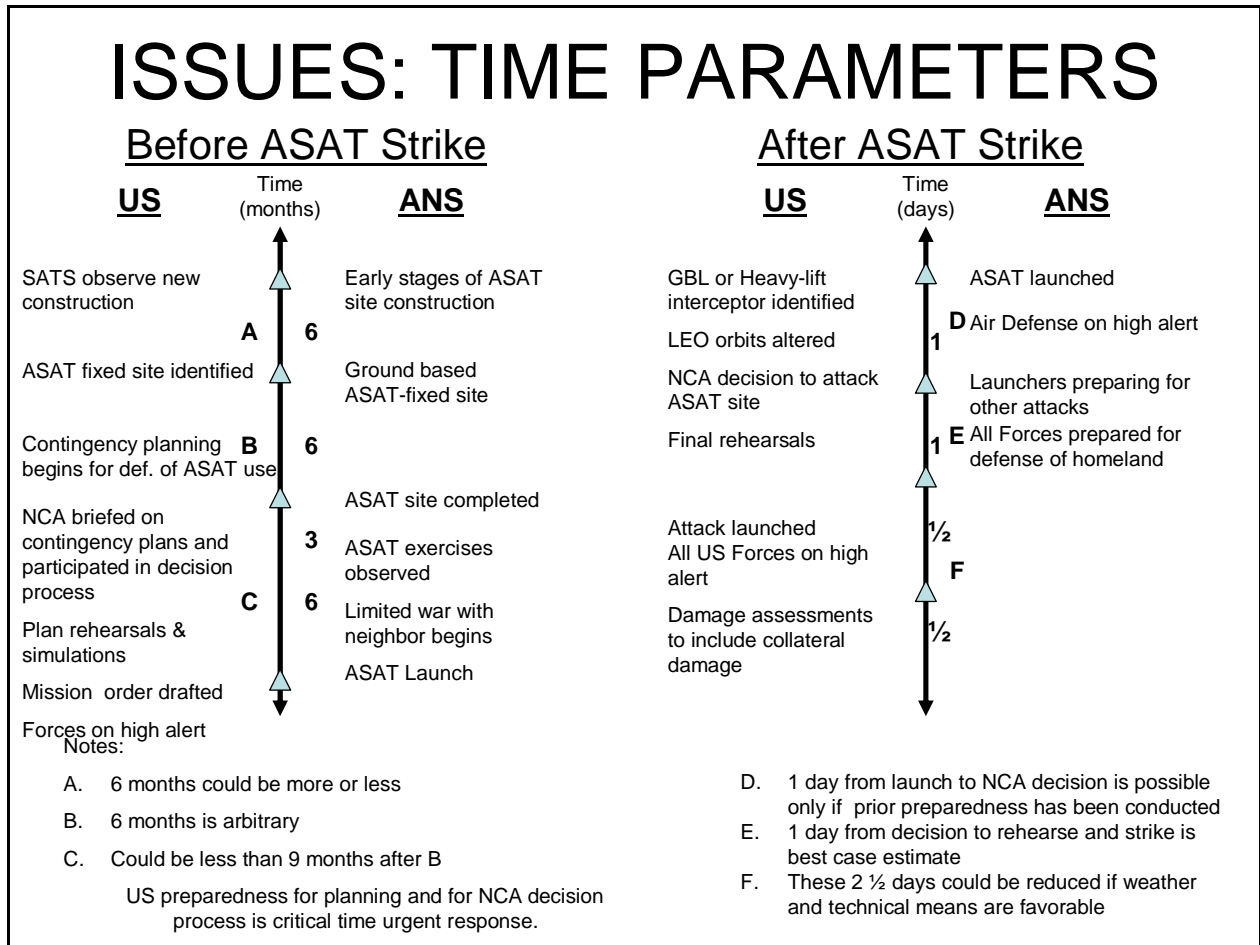 ISSUES: TIME PARAMETERS
Before ASAT Strike
US
Time
(months)
ANS
SATS observe new
construction
Early stages of ASAT
site construction
A
6
ASAT fixed site identified
Ground based
ASAT-fixed site
Contingency planning
begins for def. of ASAT use
B
6
ASAT site completed
NCA briefed on
contingency plans and
participated in decision
process
3
ASAT exercises
observed
C
6
Limited war with
neighbor begins
Plan rehearsals &
simulations
ASAT Launch
Mission order drafted
Forces on high alert
Notes:
A. 6 months could be more or less
B. 6 months is arbitrary
C. Could be less than 9 months after B
US preparedness for planning and for NCA decision
process is critical time urgent response.
After ASAT Strike
US
Time
(days)
ANS
GBL or Heavy-lift
interceptor identified
ASAT launched
D
Air Defense on high alert
LEO orbits altered
1
NCA decision to attack
ASAT site
Launchers preparing for
other attacks
Final rehearsals
1
E
All Forces prepared for
defense of homeland
Attack launched
All US Forces on high
alert
½
F
Damage assessments
to include collateral
damage
½
D. 1 day from launch to NCA decision is possible
only if prior preparedness has been conducted
E. 1 day from decision to rehearse and strike is
best case estimate
F. These 2 ½ days could be reduced if weather
and technical means are favorable